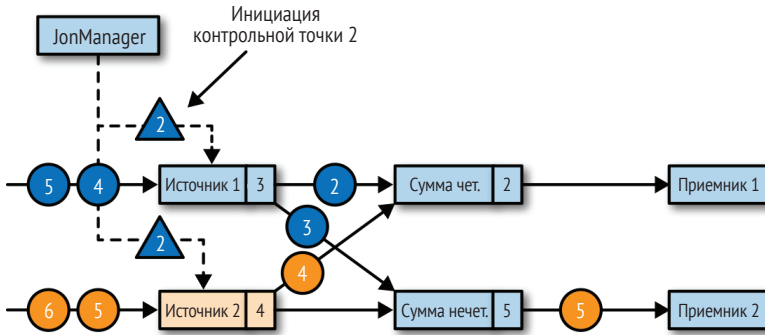 Инициация
контрольной точки 2
JonManager
2
5 4 Источник 1 3 2 Сумма чет. 2 Приемник 1
3
2
4
6 5 Источник 2 4 Сумма нечет. 5 5 Приемник 2